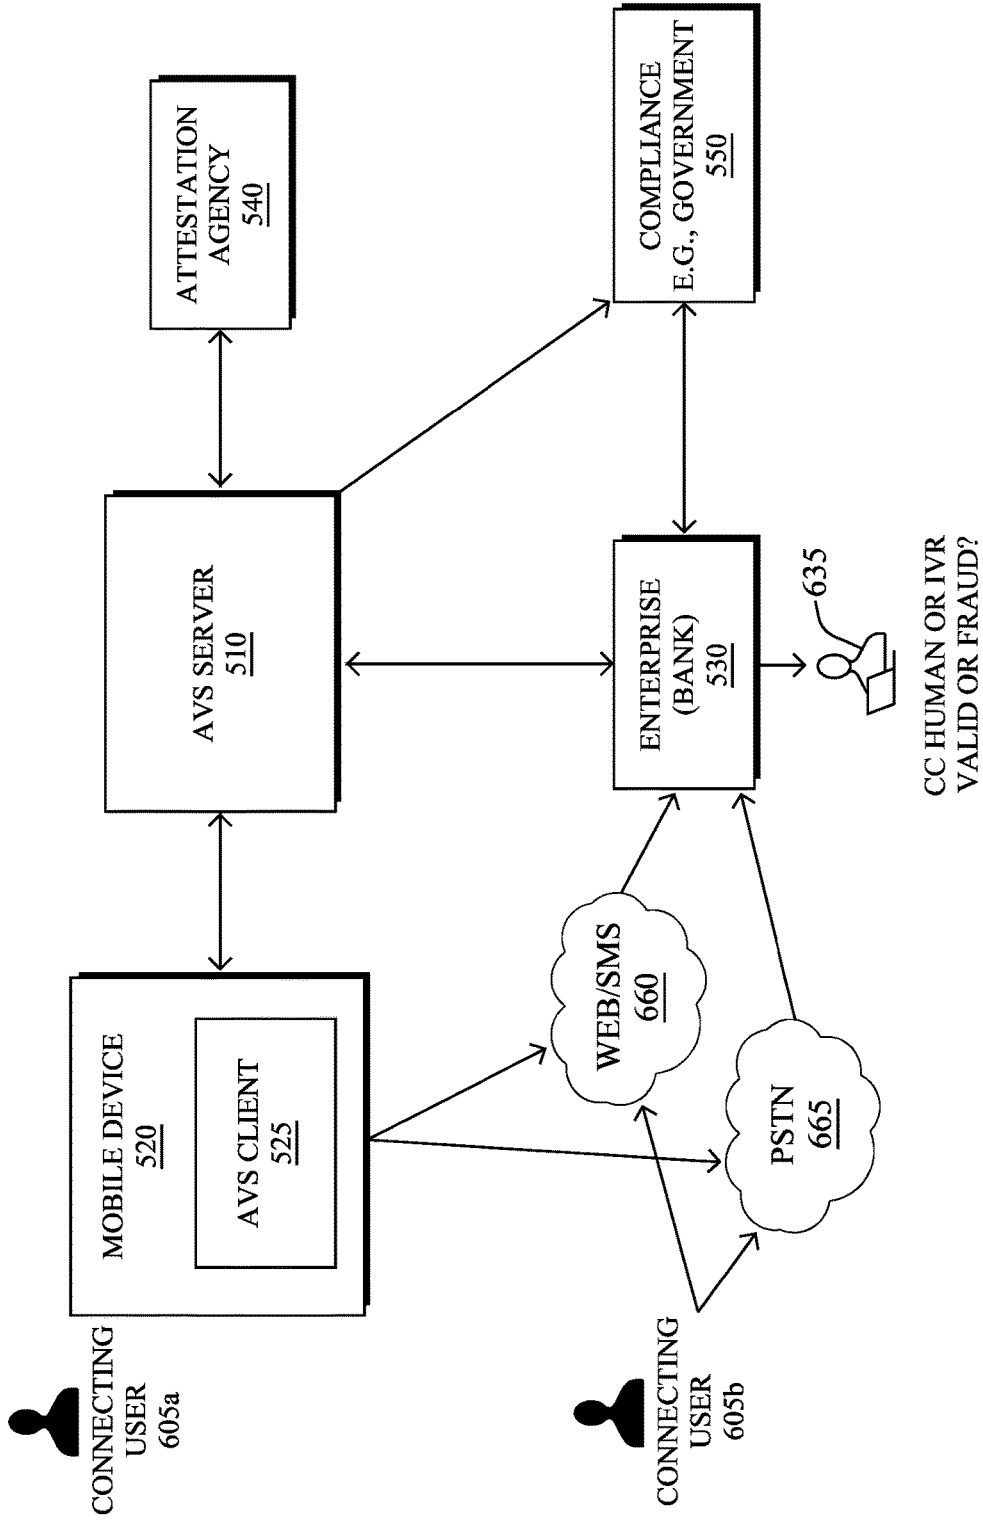 CONNECTING
USER
605a
MOBILE DEVICE
520
AVS CLIENT
525
AVS SERVER
510
ATTESTATION
AGENCY
540
CONNECTING
USER
605b
WEB/SMS
660
PSTN
665
ENTERPRISE
(BANK)
530
COMPLIANCE
E.G., GOVERNMENT
550
635
CC HUMAN OR IVR
VALID OR FRAUD?